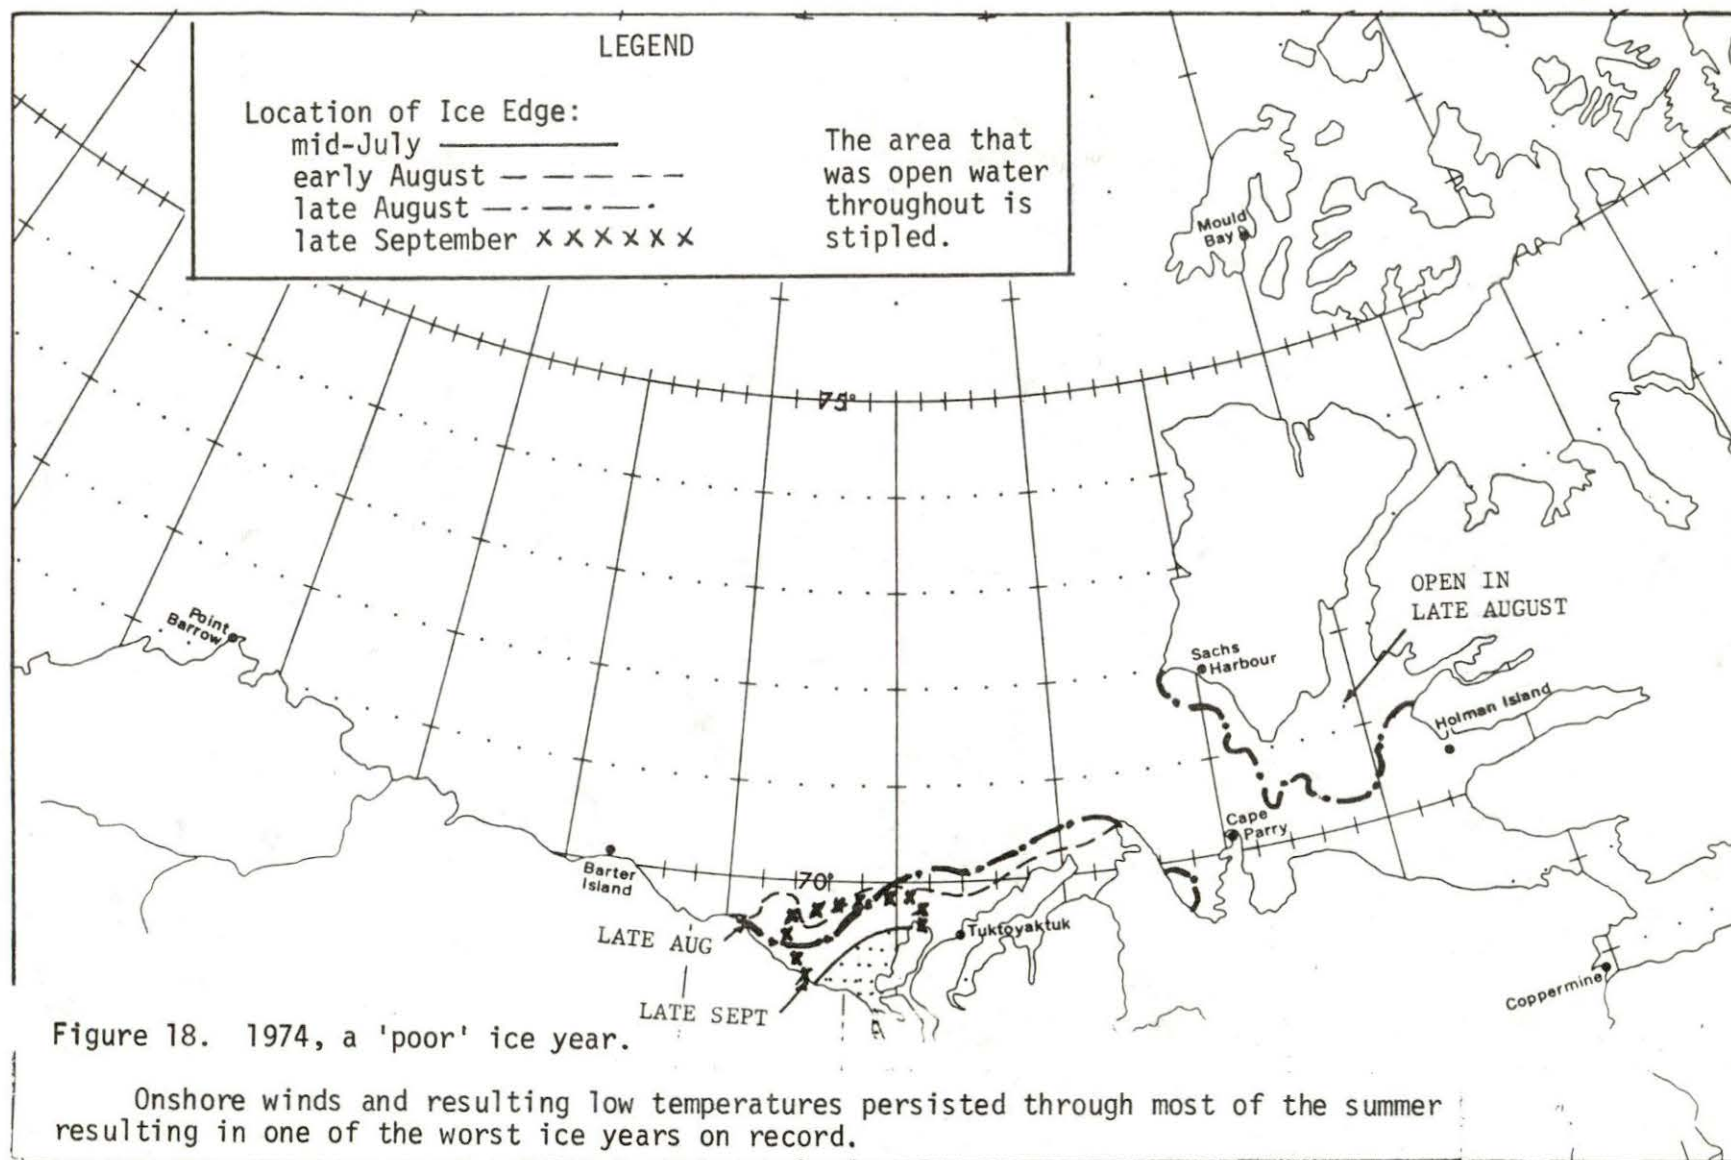 LEGEND
Location of Ice Edge:
mid-July
early August
late August
late September x x x x x x
The area that
was open water
throughout is
stipled.
Mould
Bay
75°
Point
Barrow
OPEN IN
LATE AUGUST
Sachs
Harbour
Holman Island
Cape
Parry
Barter
Island
70°
LATE AUG
Tuktoyaktuk
LATE SEPT
Coppermine
Figure 18. 1974, a 'poor' ice year.
Onshore winds and resulting low temperatures persisted through most of the summer
resulting in one of the worst ice years on record.